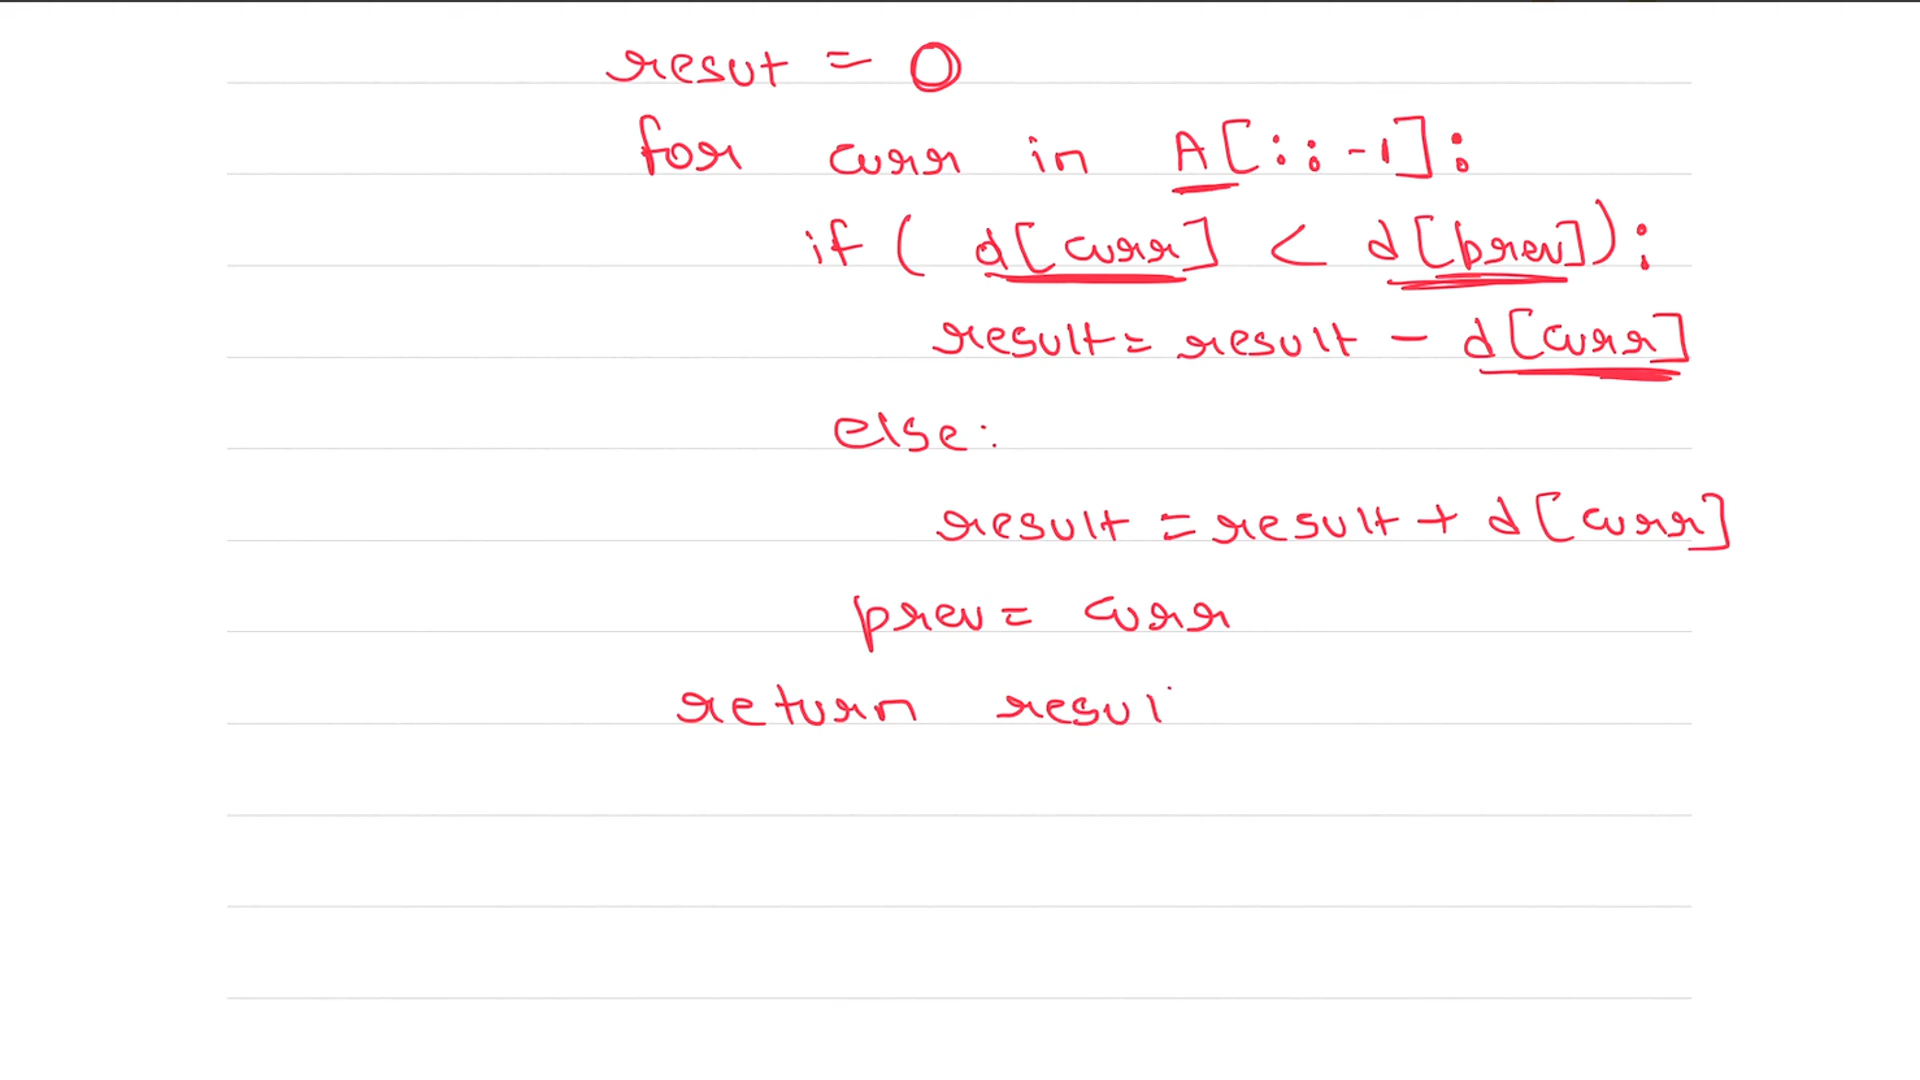 resut = 0
for curr in A[::-1]:
if ( d[curr] < d[prev]):
result = result - d[curr]
else:
result = result + d[curr]
prev = curr
return resul